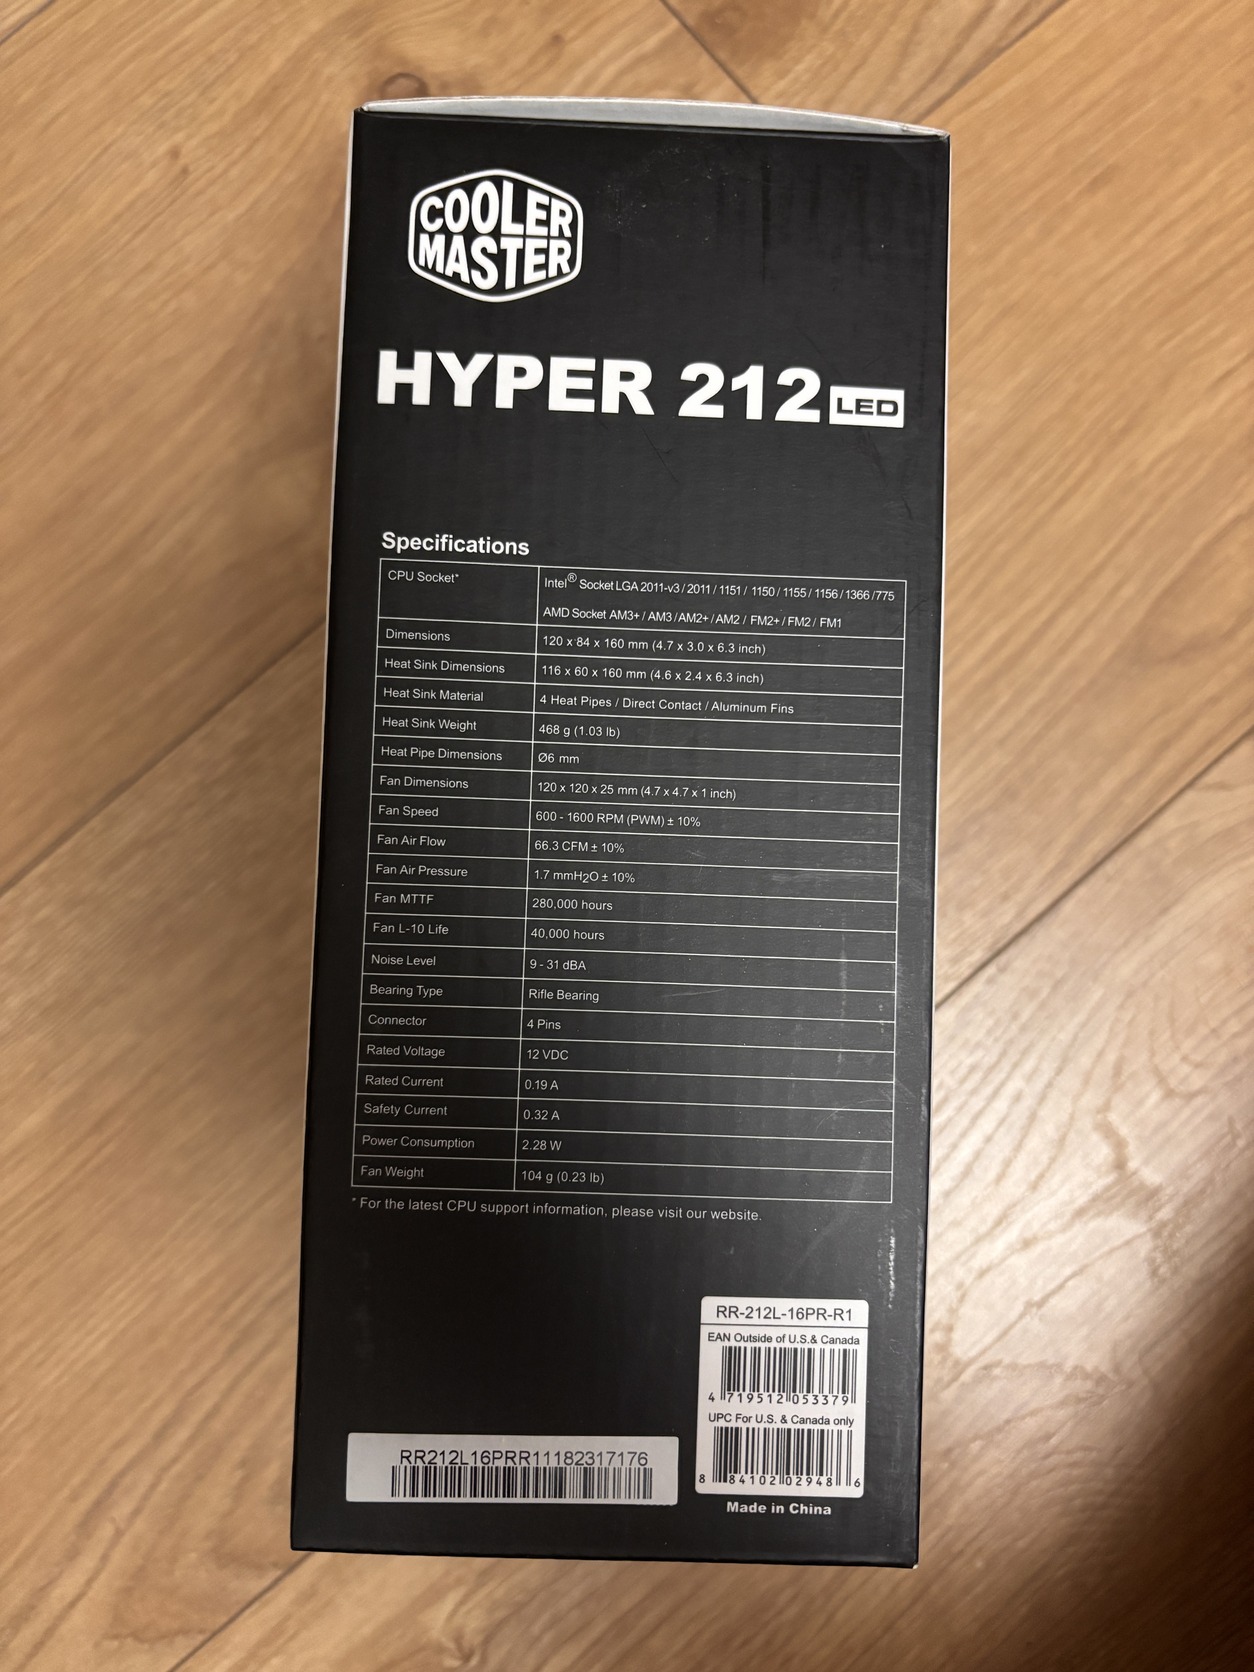 COOLER
MASTER
HYPER 212 LED
Specifications
CPU Socket*
Intel® Socket LGA 2011-v3 / 2011 / 1151 / 1150 / 1155 / 1156 / 1366 /775
AMD Socket AM3+ / AM3 /AM2+ / AM2 / FM2+ / FM2 / FM1
Dimensions 120 x 84 x 160 mm (4.7 x 3.0 x 6.3 inch)
Heat Sink Dimensions 116 x 60 x 160 mm (4.6 x 2.4 x 6.3 inch)
Heat Sink Material 4 Heat Pipes / Direct Contact / Aluminum Fins
Heat Sink Weight 468 g (1.03 lb)
Heat Pipe Dimensions Ø6 mm
Fan Dimensions 120 x 120 x 25 mm (4.7 x 4.7 x 1 inch)
Fan Speed 600 - 1600 RPM (PWM) ± 10%
Fan Air Flow 66.3 CFM ± 10%
Fan Air Pressure 1.7 mmH2O ± 10%
Fan MTTF 280,000 hours
Fan L-10 Life 40,000 hours
Noise Level 9 - 31 dBA
Bearing Type Rifle Bearing
Connector 4 Pins
Rated Voltage 12 VDC
Rated Current 0.19 A
Safety Current 0.32 A
Power Consumption 2.28 W
Fan Weight 104 g (0.23 lb)
* For the latest CPU support information, please visit our website.
RR-212L-16PR-R1
EAN Outside of U.S.& Canada
4 719512 053379
UPC For U.S. & Canada only
8 84102 02948 6
RR212L16PRR11182317176
Made in China